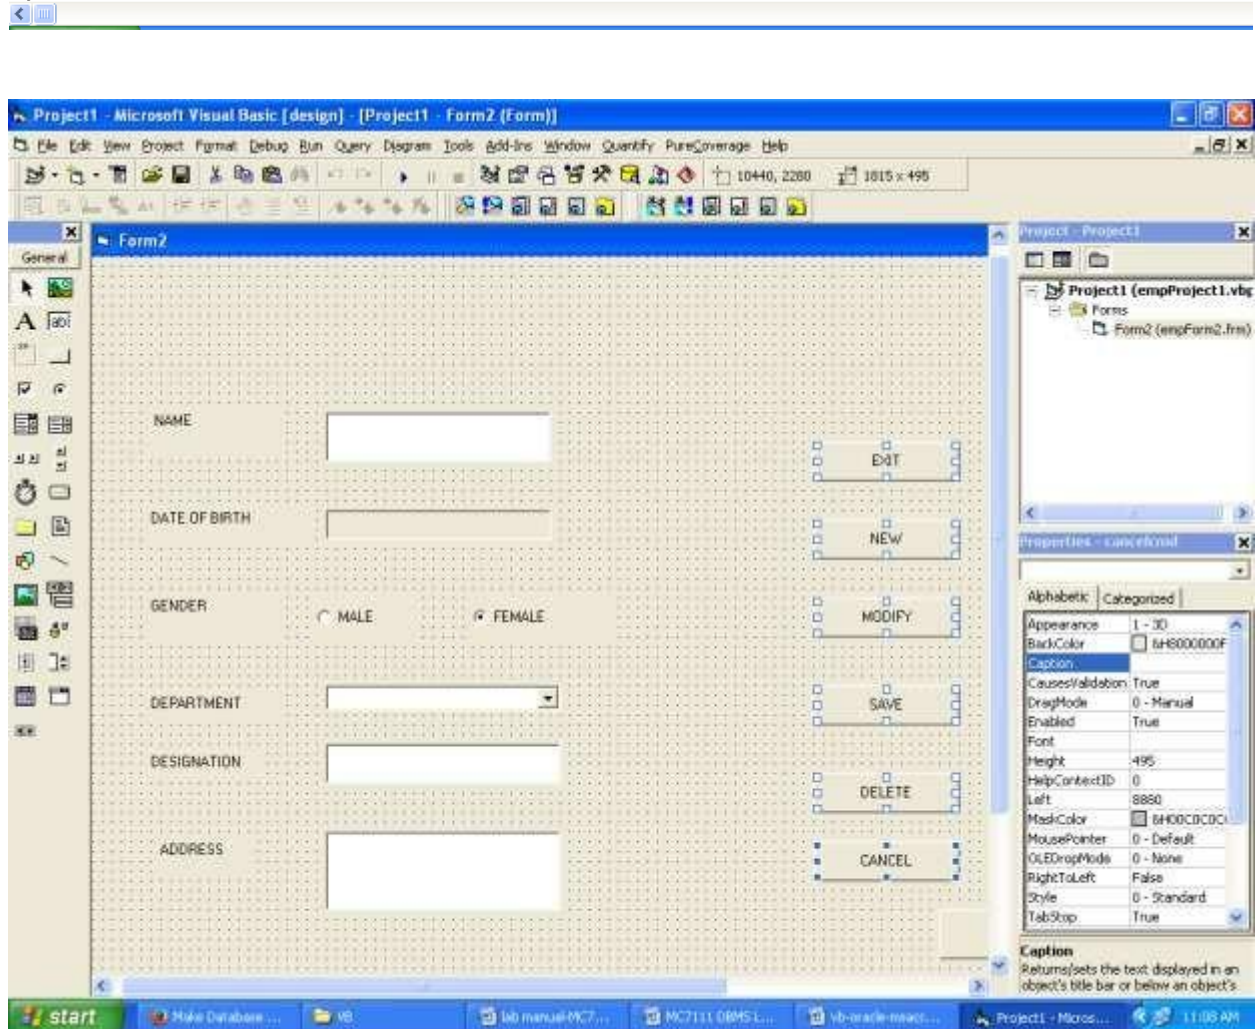 Project1 - Microsoft Visual Basic [design] - [Project1 - Form2 (Form)]
File Edit View Project Format Debug Run Query Diagram Tools Add-Ins Window Quantify PureCoverage Help
10440, 2280 1815 x 495
General
Form2
NAME
DATE OF BIRTH
GENDER
MALE
FEMALE
DEPARTMENT
DESIGNATION
ADDRESS
EXIT
NEW
MODIFY
SAVE
DELETE
CANCEL
Project - Project1
Project1 (empProject1.vbp
Forms
Form2 (empForm2.frm)
Properties - cancelcmd
Alphabetic Categorized
Appearance 1 - 3D
BackColor &H8000000F
Caption
CausesValidation True
DragMode 0 - Manual
Enabled True
Font
Height 495
HelpContextID 0
Left 8880
MaskColor &H00C0C0C
MousePointer 0 - Default
OLEDropMode 0 - None
RightToLeft False
Style 0 - Standard
TabStop True
Caption
Returns/sets the text displayed in an
object's title bar or below an object's
start Make Database ... VB lab manual-MC7... MC7111 DBMS L... vb-oracle-msacc... Project1 - Micros... 11:08 AM